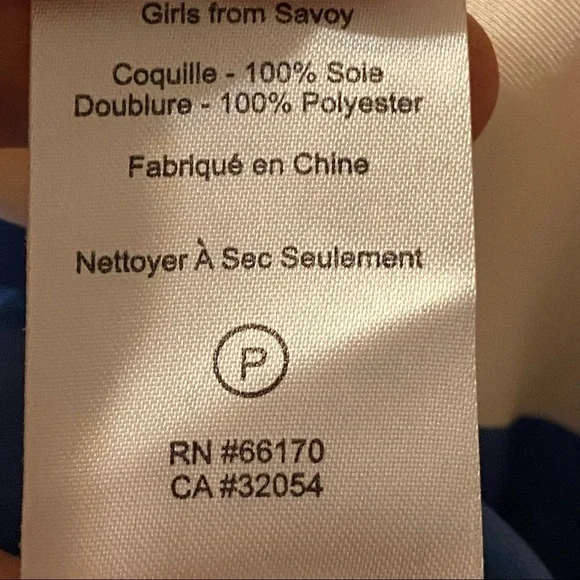 Girls from Savoy
Coquille - 100% Soie
Doublure - 100% Polyester
Fabriqué en Chine
Nettoyer À Sec Seulement
P
RN #66170
CA #32054